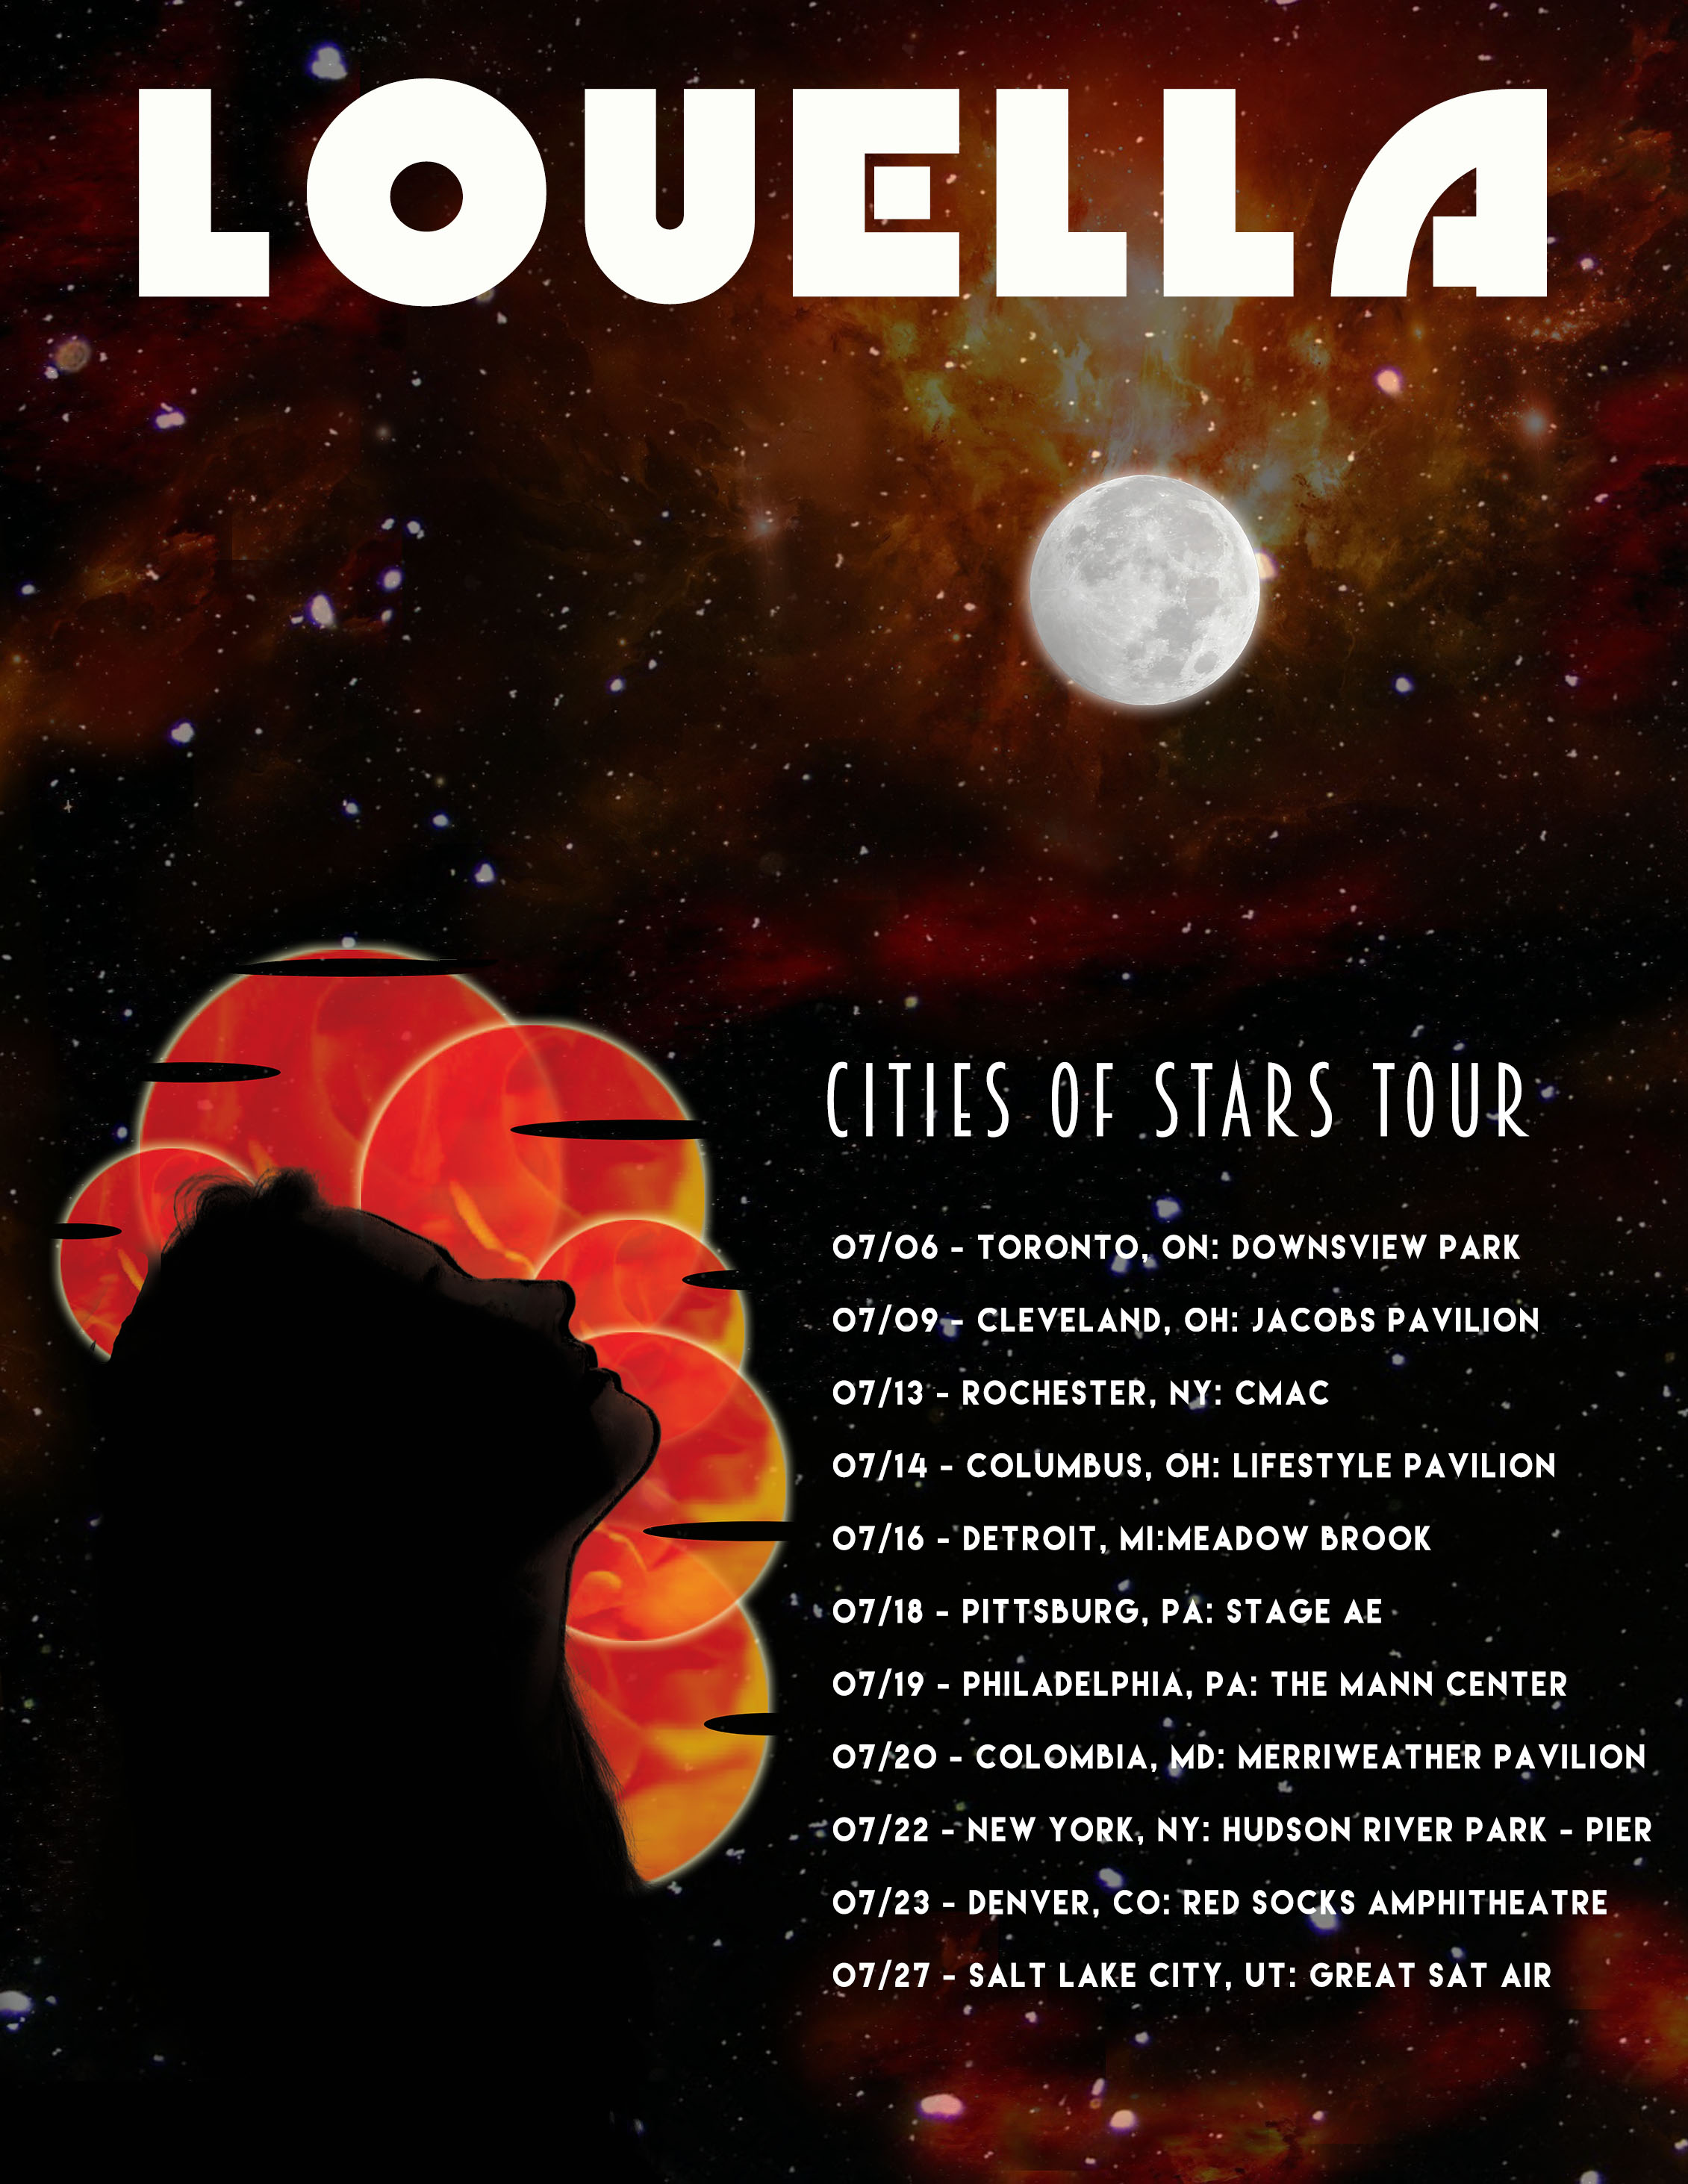 LOUELLA
CITIES OF STARS TOUR
07/06 - TORONTO, ON: DOWNSVIEW PARK
07/09 - CLEVELAND, OH: JACOBS PAVILION
07/13 - ROCHESTER, NY: CMAC
07/14 - COLUMBUS, OH: LIFESTYLE PAVILION
07/16 - DETROIT, MI:MEADOW BROOK
07/18 - PITTSBURG, PA: STAGE AE
07/19 - PHILADELPHIA, PA: THE MANN CENTER
07/20 - COLOMBIA, MD: MERRIWEATHER PAVILION
07/22 - NEW YORK, NY: HUDSON RIVER PARK - PIER
07/23 - DENVER, CO: RED SOCKS AMPHITHEATRE
07/27 - SALT LAKE CITY, UT: GREAT SAT AIR